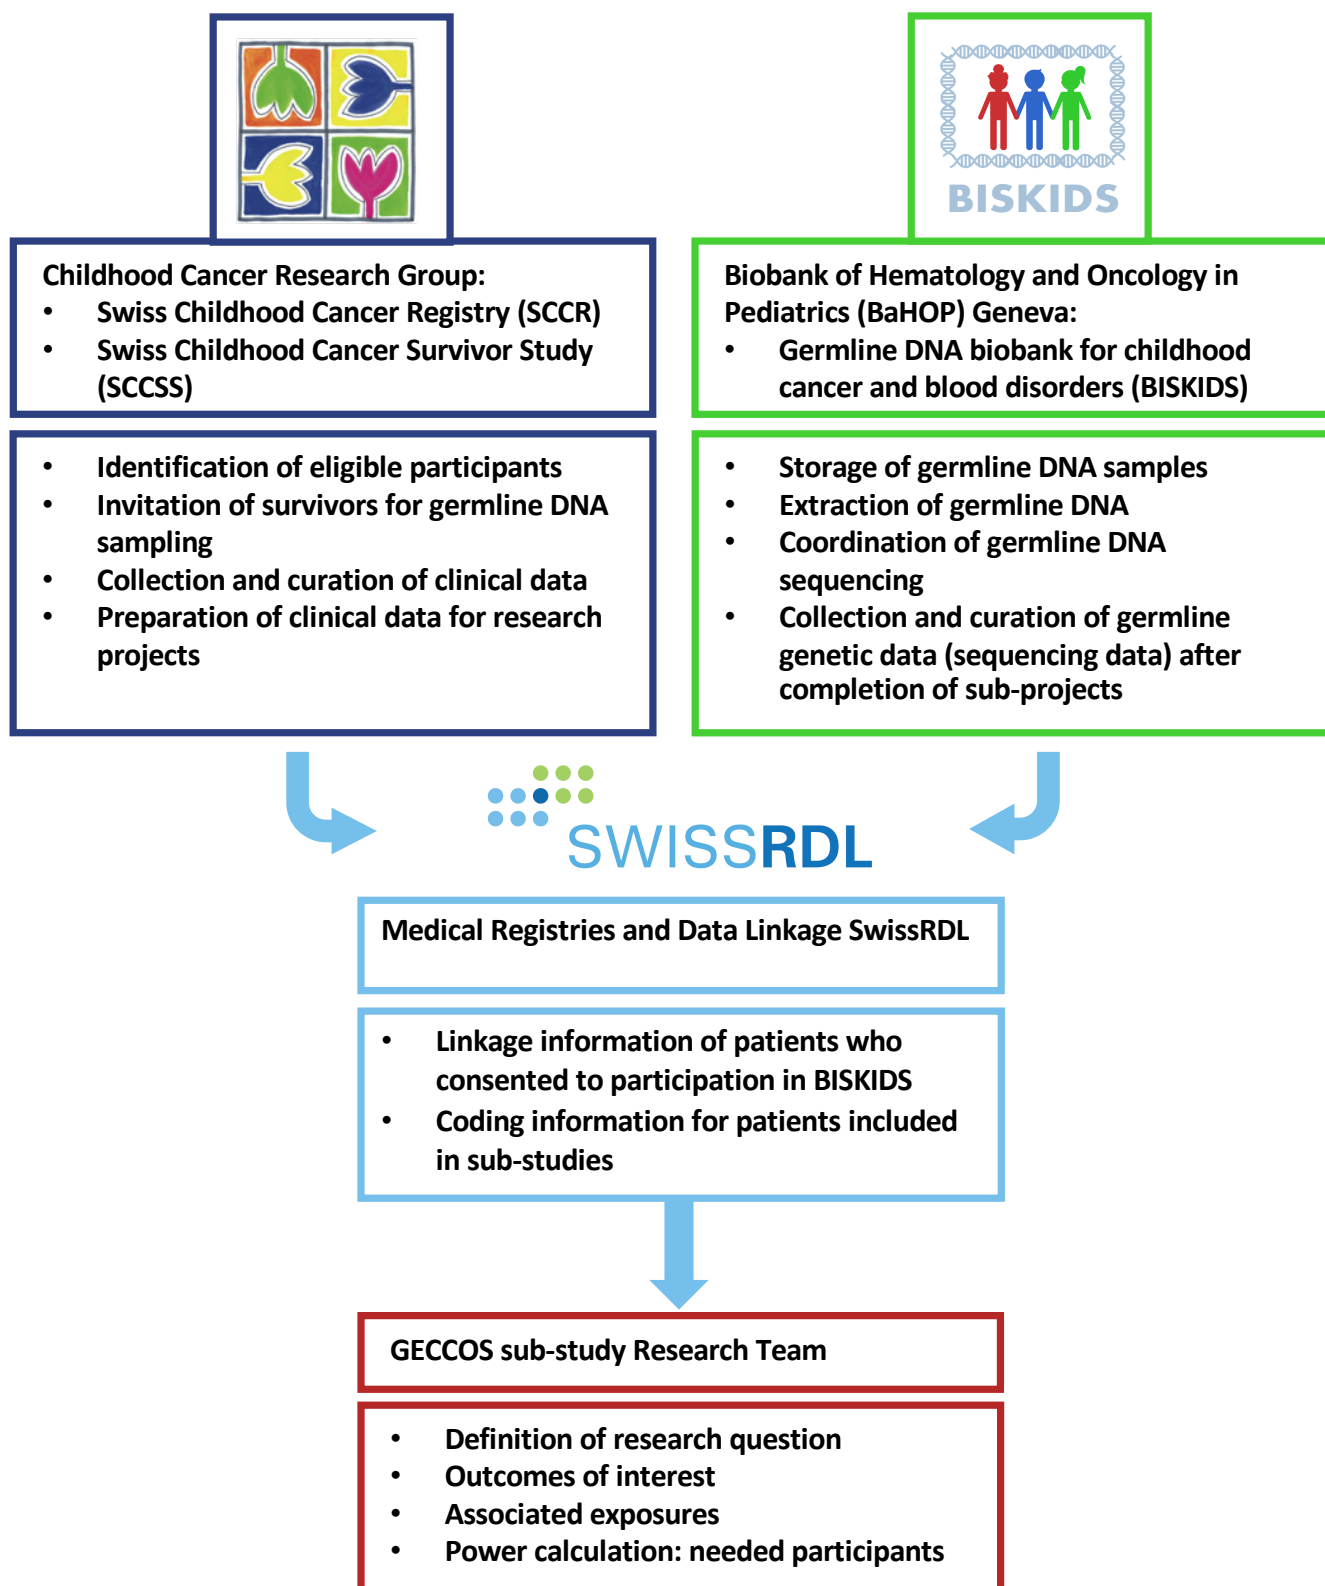 BISKIDS
Childhood Cancer Research Group:
• Swiss Childhood Cancer Registry (SCCR)
• Swiss Childhood Cancer Survivor Study
(SCCSS)
Biobank of Hematology and Oncology in
Pediatrics (BaHOP) Geneva:
• Germline DNA biobank for childhood
cancer and blood disorders (BISKIDS)
• Identification of eligible participants
• Invitation of survivors for germline DNA
sampling
• Collection and curation of clinical data
• Preparation of clinical data for research
projects
• Storage of germline DNA samples
• Extraction of germline DNA
• Coordination of germline DNA
sequencing
• Collection and curation of germline
genetic data (sequencing data) after
completion of sub-projects
SWISSRDL
Medical Registries and Data Linkage SwissRDL
• Linkage information of patients who
consented to participation in BISKIDS
• Coding information for patients included
in sub-studies
GECCOS sub-study Research Team
• Definition of research question
• Outcomes of interest
• Associated exposures
• Power calculation: needed participants